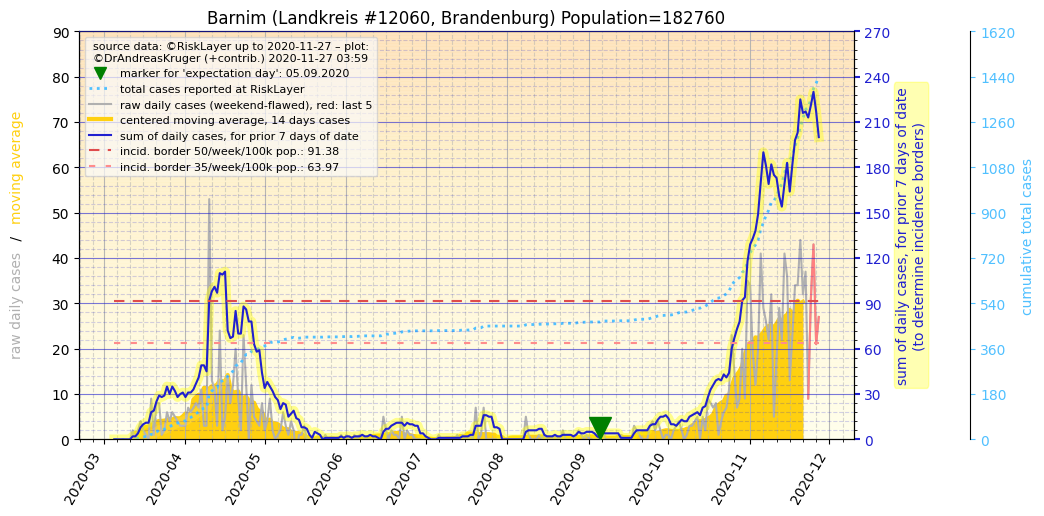 Barnim (Landkreis #12060, Brandenburg) Population=182760
source data: ©RiskLayer up to 2020-11-27 – plot:
©DrAndreasKruger (+contrib.) 2020-11-27 03:59
marker for 'expectation day': 05.09.2020
total cases reported at RiskLayer
raw daily cases (weekend-flawed), red: last 5
centered moving average, 14 days cases
sum of daily cases, for prior 7 days of date
incid. border 50/week/100k pop.: 91.38
incid. border 35/week/100k pop.: 63.97
raw daily cases / moving average
90
80
70
60
50
40
30
20
10
0
270
240
210
180
150
120
90
60
30
0
sum of daily cases, for prior 7 days of date
(to determine incidence borders)
1620
1440
1260
1080
900
720
540
360
180
0
cumulative total cases
2020-03
2020-04
2020-05
2020-06
2020-07
2020-08
2020-09
2020-10
2020-11
2020-12